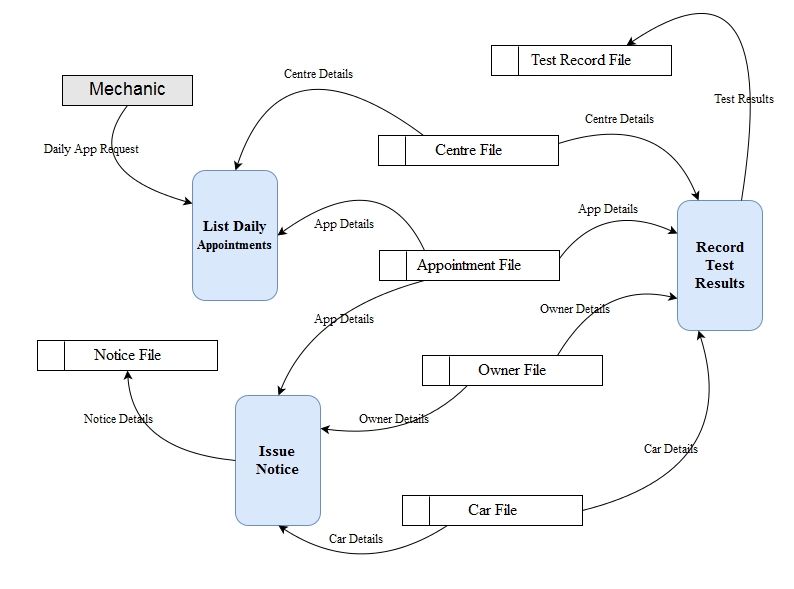 Test Record File
Centre Details
Mechanic
Test Results
Centre Details
Daily App Request
Centre File
List Daily
Appointments
App Details
App Details
Record
Test
Results
Appointment File
Owner Details
App Details
Notice File
Owner File
Notice Details
Owner Details
Issue
Notice
Car Details
Car File
Car Details